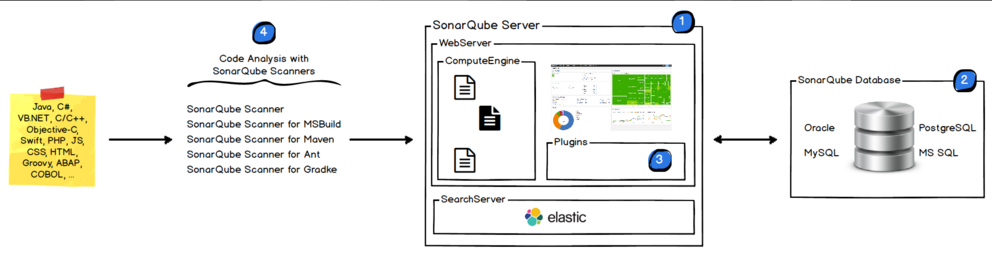 Java, C#,
VB.NET, C/C++,
Objective-C,
Swift, PHP, JS,
CSS, HTML,
Groovy, ABAP,
COBOL, ...
4
Code Analysis with
SonarQube Scanners
SonarQube Scanner
SonarQube Scanner for MSBuild
SonarQube Scanner for Maven
SonarQube Scanner for Ant
SonarQube Scanner for Gradke
SonarQube Server
1
WebServer
ComputeEngine
Plugins
3
SearchServer
elastic
SonarQube Database
2
Oracle
PostgreSQL
MySQL
MS SQL